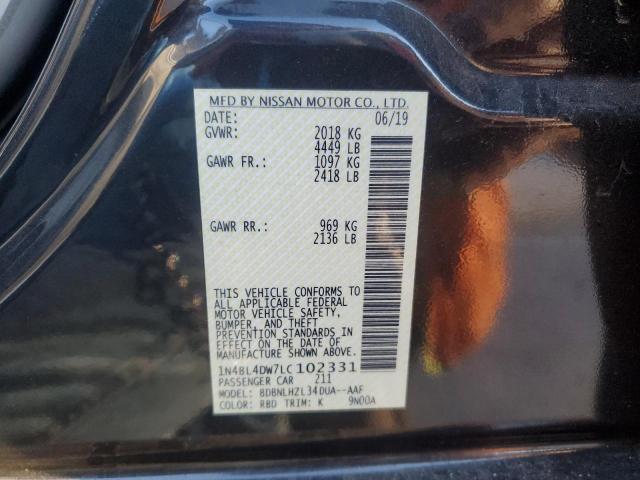 MFD BY NISSAN MOTOR CO., LTD.
DATE: 06/19
GVWR: 2018 KG
4449 LB
GAWR FR.: 1097 KG
2418 LB
GAWR RR.: 969 KG
2136 LB
THIS VEHICLE CONFORMS TO
ALL APPLICABLE FEDERAL
MOTOR VEHICLE SAFETY,
BUMPER, AND THEFT
PREVENTION STANDARDS IN
EFFECT ON THE DATE OF
MANUFACTURE SHOWN ABOVE.
1N4BL4DW7LC102331
PASSENGER CAR 211
MODEL: BDBNLHZL34DUA--AAF
COLOR: RBD TRIM: K 9N00A